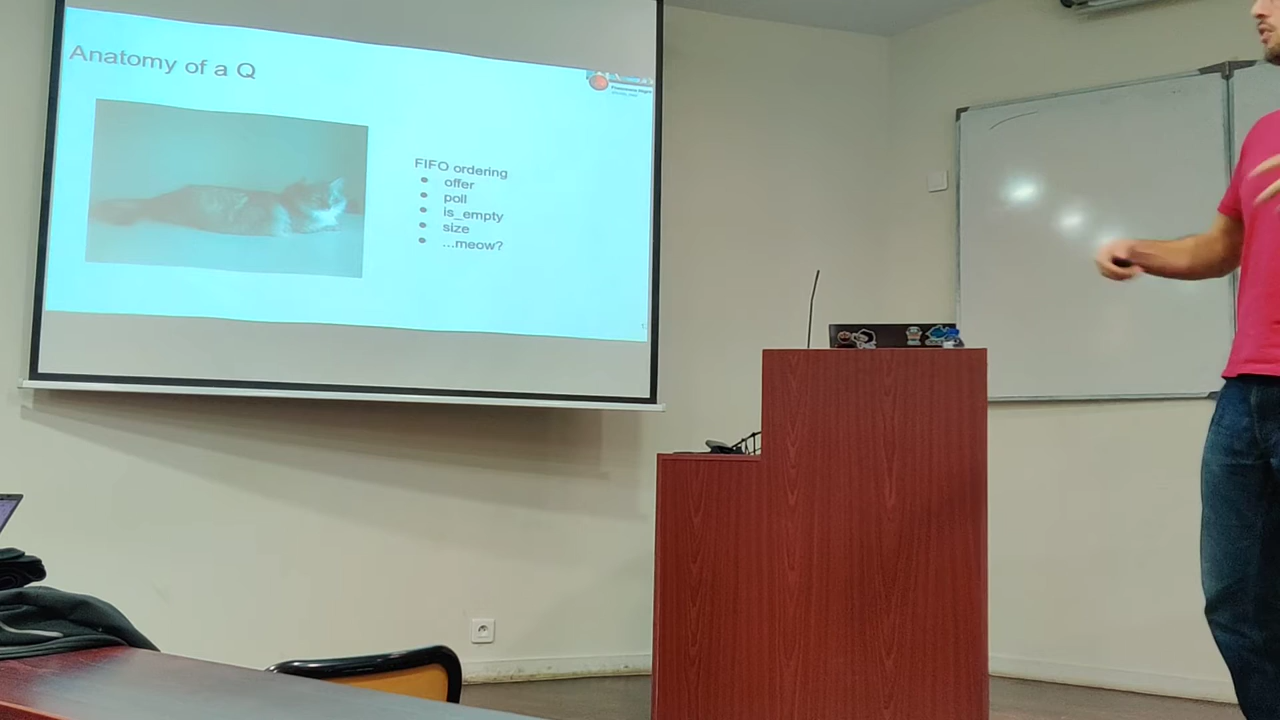 Anatomy of a Q
FIFO ordering
offer
poll
is_empty
size
...meow?